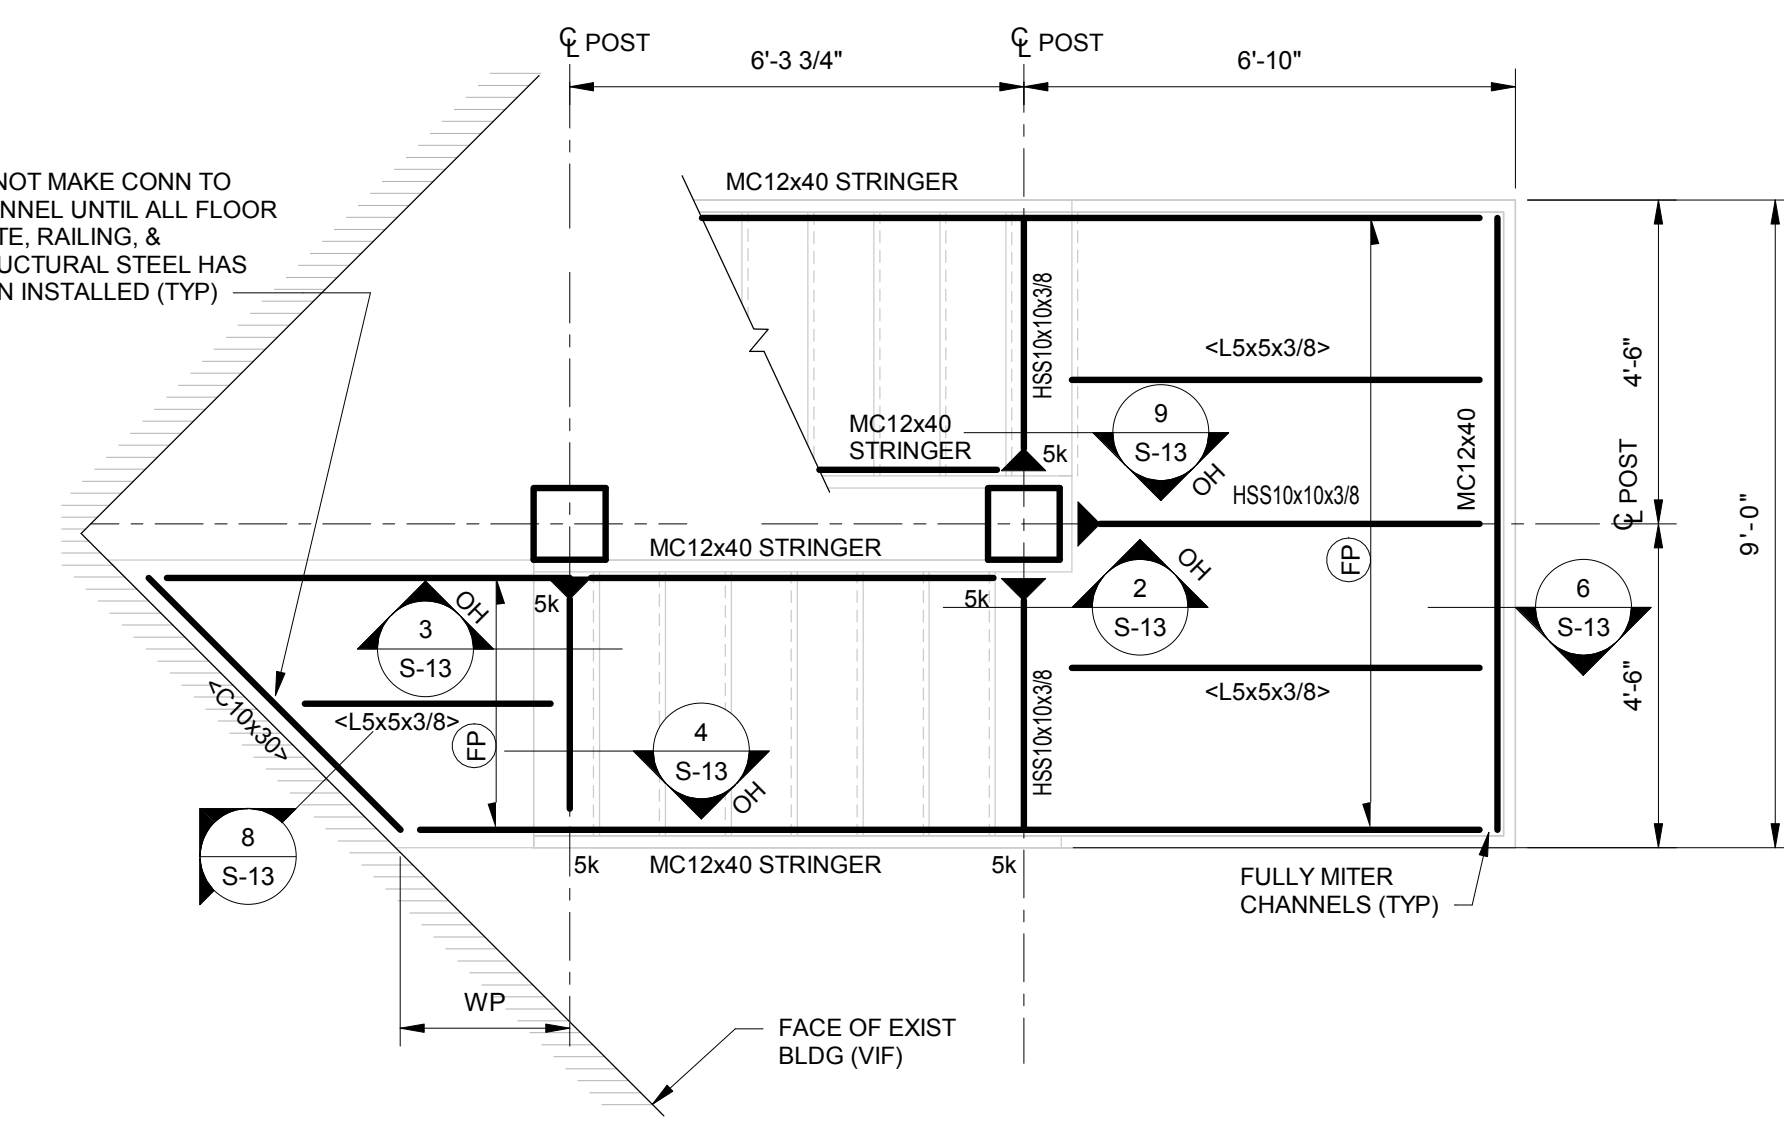 ℄ POST
℄ POST
6'-3 3/4"
6'-10"
NOT MAKE CONN TO
NNEL UNTIL ALL FLOOR
TE, RAILING, &
UCTURAL STEEL HAS
N INSTALLED (TYP)
MC12x40 STRINGER
HSS10x10x3/8
<L5x5x3/8>
4'-6"
MC12x40
STRINGER
9
S-13
OH
5k
MC12x40
HSS10x10x3/8
℄ POST
9'-0"
MC12x40 STRINGER
FP
5k
5k
2
S-13
OH
6
S-13
3
S-13
OH
<C10x30>
<L5x5x3/8>
FP
4
S-13
OH
HSS10x10x3/8
<L5x5x3/8>
4'-6"
8
S-13
5k
MC12x40 STRINGER
5k
FULLY MITER
CHANNELS (TYP)
WP
FACE OF EXIST
BLDG (VIF)